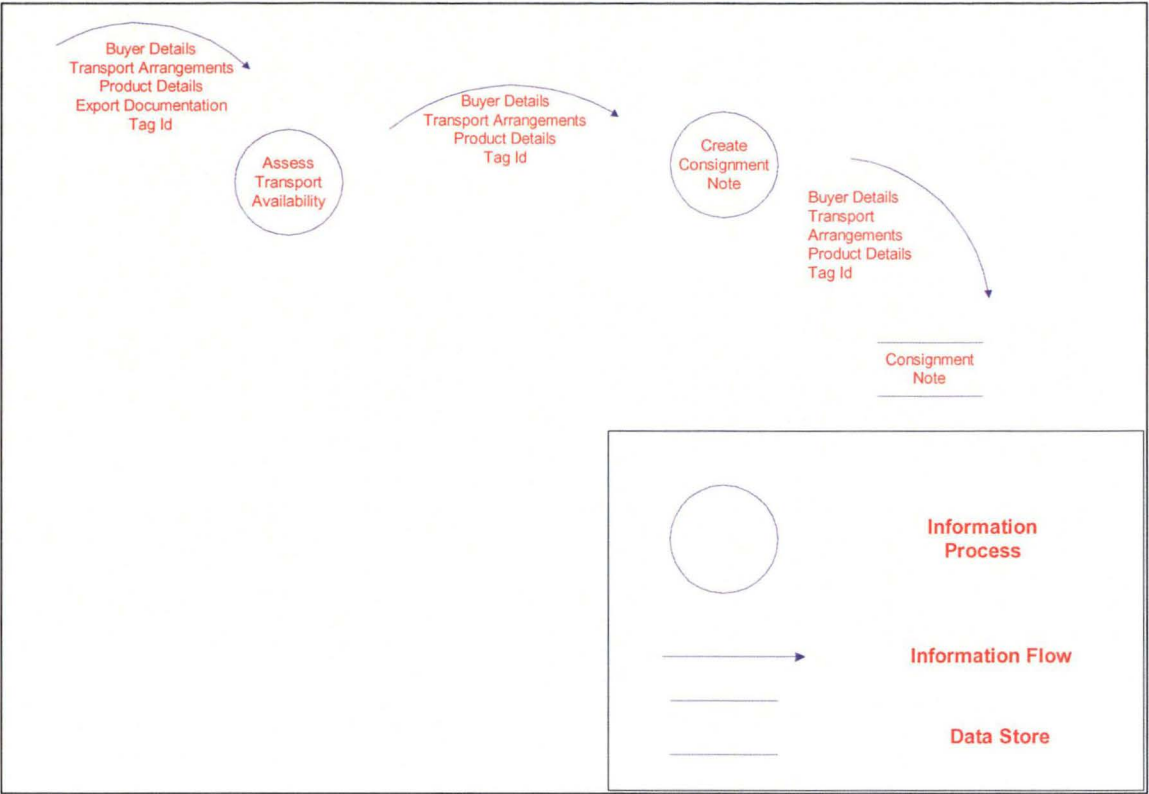 Buyer Details
Transport Arrangements
Product Details
Export Documentation
Tag Id
Assess
Transport
Availability
Buyer Details
Transport Arrangements
Product Details
Tag Id
Create
Consignment
Note
Buyer Details
Transport
Arrangements
Product Details
Tag Id
Consignment
Note
Information
Process
Information Flow
Data Store